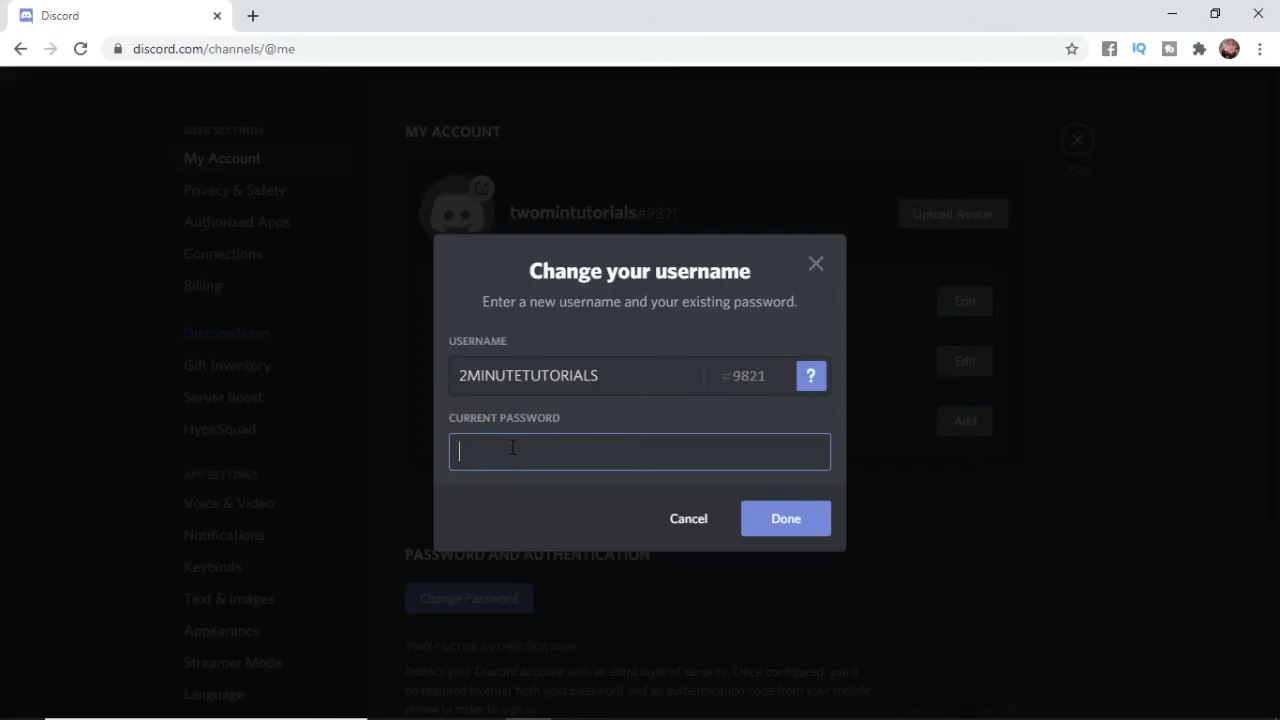 Discord
discord.com/channels/@me
IQ
USER SETTINGS
My Account
Privacy & Safety
Authorized Apps
Connections
Billing
Discord Nitro
Gift Inventory
Server Boost
HypeSquad
APP SETTINGS
Voice & Video
Notifications
Keybinds
Text & Images
Appearance
Streamer Mode
Language
MY ACCOUNT
ESC
twomintutorials#9821
Upload Avatar
Edit
Edit
Add
Change your username
Enter a new username and your existing password.
USERNAME
2MINUTETUTORIALS #9821 ?
CURRENT PASSWORD
Cancel Done
PASSWORD AND AUTHENTICATION
Change Password
TWO-FACTOR AUTHENTICATION
Protect your Discord account with an extra layer of security. Once configured, you'll
be required to enter both your password and an authentication code from your mobile
phone in order to sign in.